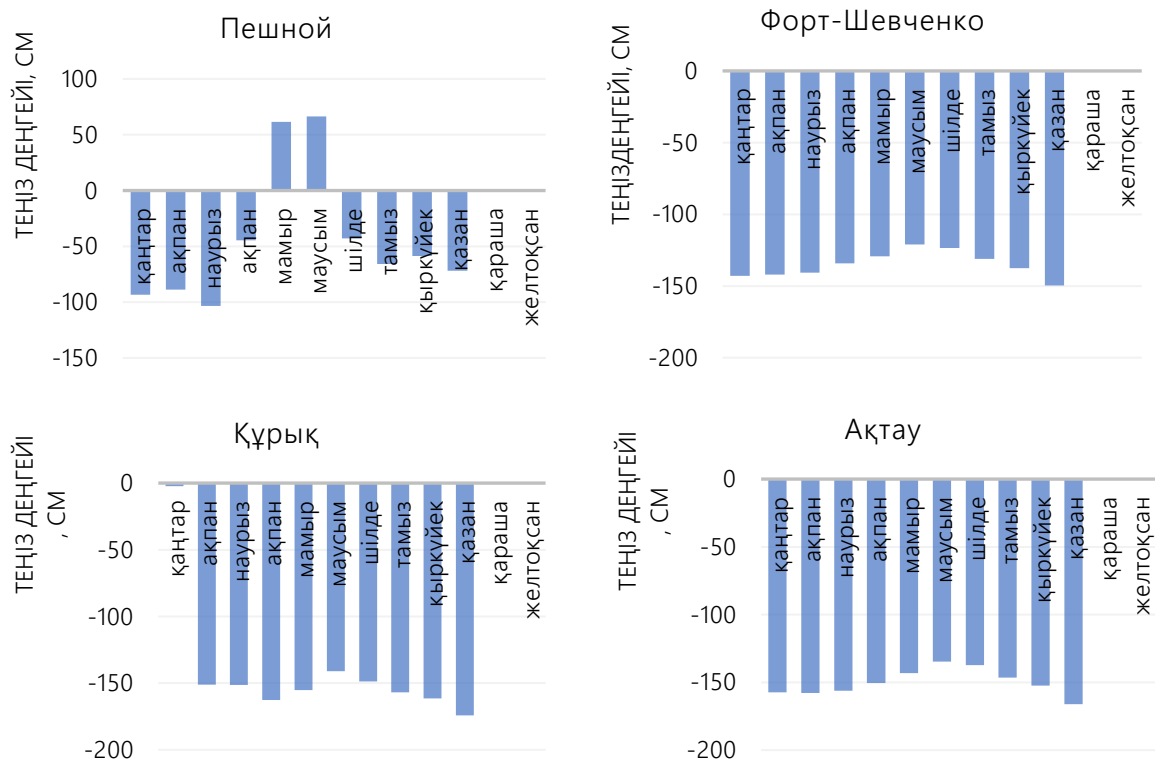 Пешной
ТЕҢІЗ ДЕҢГЕЙІ, СМ
100
50
0
-50
-100
-150
қаңтар
ақпан
наурыз
ақпан
мамыр
маусым
шілде
тамыз
қыркүйек
қазан
қараша
желтоқсан
Форт-Шевченко
ТЕҢІЗДЕҢГЕЙІ, СМ
0
-50
-100
-150
-200
қаңтар
ақпан
наурыз
ақпан
мамыр
маусым
шілде
тамыз
қыркүйек
қазан
қараша
желтоқсан
Құрық
ТЕҢІЗ ДЕҢГЕЙІ
, СМ
0
-50
-100
-150
-200
қаңтар
ақпан
наурыз
ақпан
мамыр
маусым
шілде
тамыз
қыркүйек
қазан
қараша
желтоқсан
Ақтау
ТЕҢІЗ ДЕҢГЕЙІ
, СМ
0
-50
-100
-150
-200
қаңтар
ақпан
наурыз
ақпан
мамыр
маусым
шілде
тамыз
қыркүйек
қазан
қараша
желтоқсан